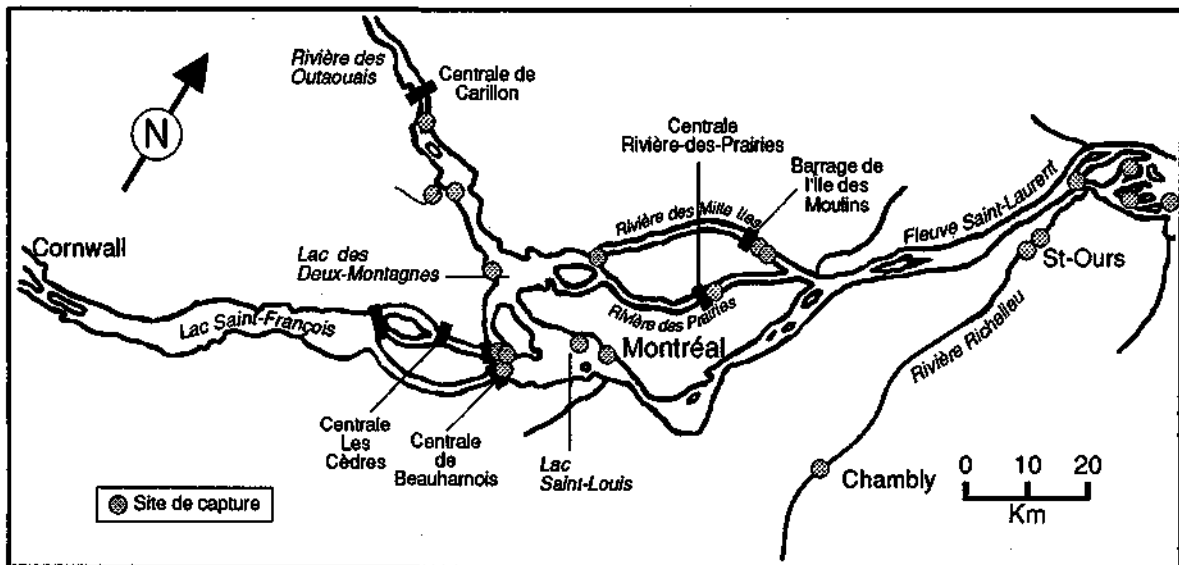 Rivière des
Outaouais
Centrale de
Carillon
N
Centrale
Rivière-des-Prairies
Barrage de
l'Île des
Moulins
Rivière des Mille Iles
Fleuve Saint-Laurent
Cornwall
Lac des
Deux-Montagnes
St-Ours
Lac Saint-François
Rivière des Prairies
Montréal
Rivière Richelieu
Centrale
Les
Cèdres
Centrale
de
Beauharnois
Lac
Saint-Louis
Chambly
0 10 20
Km
Site de capture